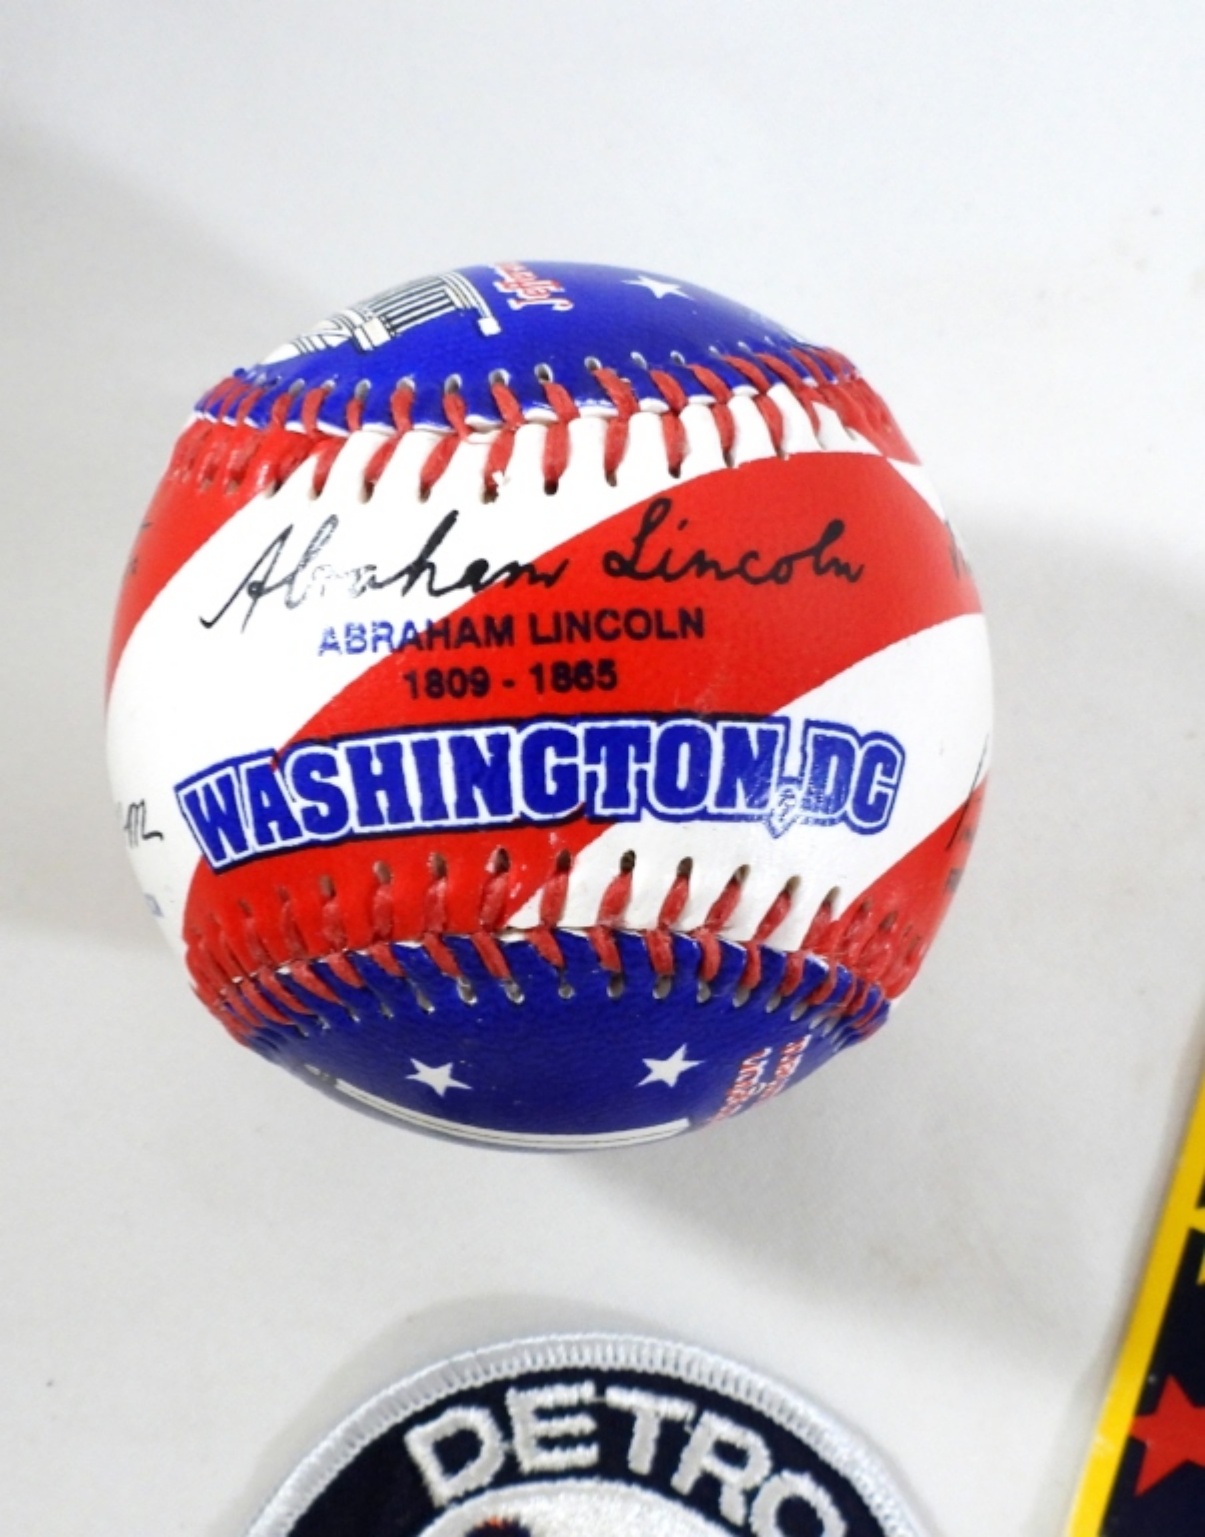 Abraham Lincoln
ABRAHAM LINCOLN
1809 - 1865
WASHINGTON, DC
DETRO